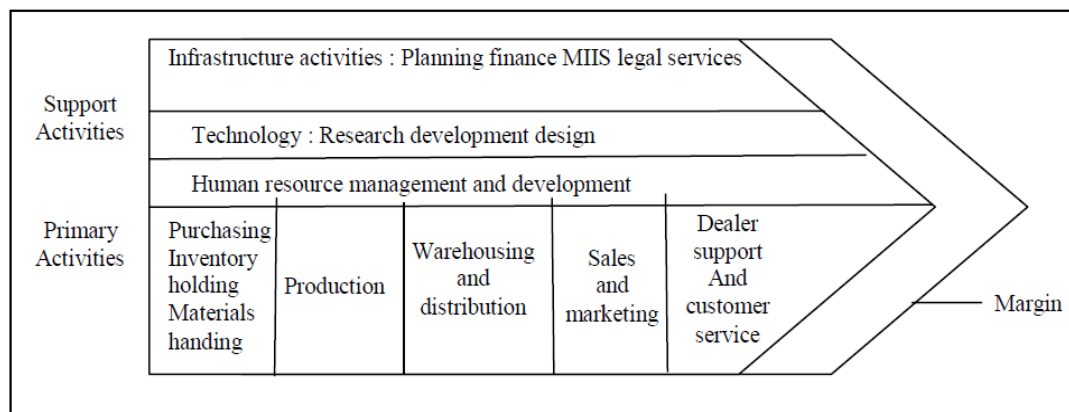 Infrastructure activities : Planning finance MIIS legal services
Support
Activities
Technology : Research development design
Human resource management and development
Primary
Activities
Purchasing
Inventory
holding
Materials
handing
Production
Warehousing
and
distribution
Sales
and
marketing
Dealer
support
And
customer
service
Margin